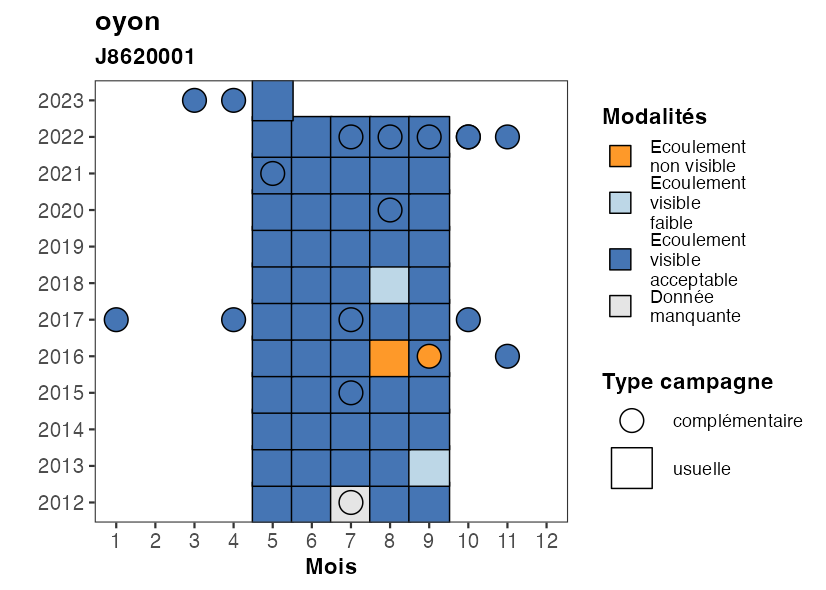 oyon
J8620001
2023
2022
2021
2020
2019
2018
2017
2016
2015
2014
2013
2012
1 2 3 4 5 6 7 8 9 10 11 12
Mois
Modalités
Ecoulement
non visible
Ecoulement
visible
faible
Ecoulement
visible
acceptable
Donnée
manquante
Type campagne
complémentaire
usuelle